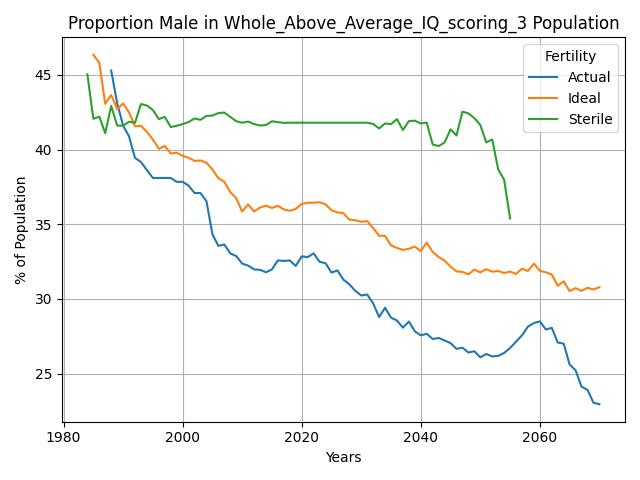 Proportion Male in Whole_Above_Average_IQ_scoring_3 Population
Fertility
Actual
Ideal
Sterile
% of Population
45
40
35
30
25
1980
2000
2020
2040
2060
Years